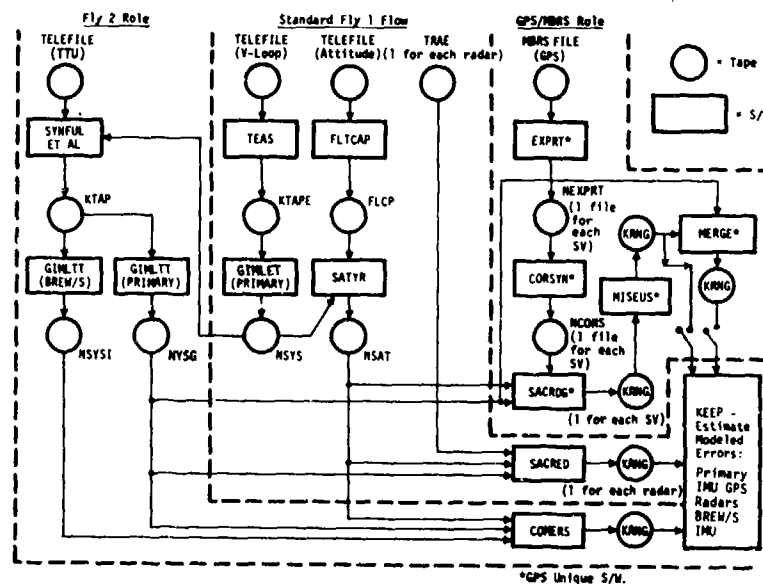 Fly 2 Role
Standard Fly 1 Flow
GPS/MBRS Role
TELEFILE
(TTU)
TELEFILE
(V-Loop)
TELEFILE
(Attitude)
TRAE
(1 for each radar)
MBRS FILE
(GPS)
= Tape
= S/
SYNFUL
ET AL
TEAS
FLTCAP
EXPRT*
KTAP
KTAPE
FLCP
NEXPRT
(1 file
for
each SV)
KRNG
MERGE*
GIMLTT
(BREW/S)
GIMLTT
(PRIMARY)
GIMLET
(PRIMARY)
SATYR
CORSYN*
MISEUS*
KRNG
NSYSI
NYSG
NSYS
NSAT
NCORS
(1 file
for each
SV)
SACROG*
KRNG
(1 for each SV)
KEEP -
Estimate
Modeled
Errors:
Primary
IMU GPS
Radars
BREW/S
IMU
SACRED
KRNG
(1 for each radar)
COMERS
KRNG
*GPS Unique S/W.